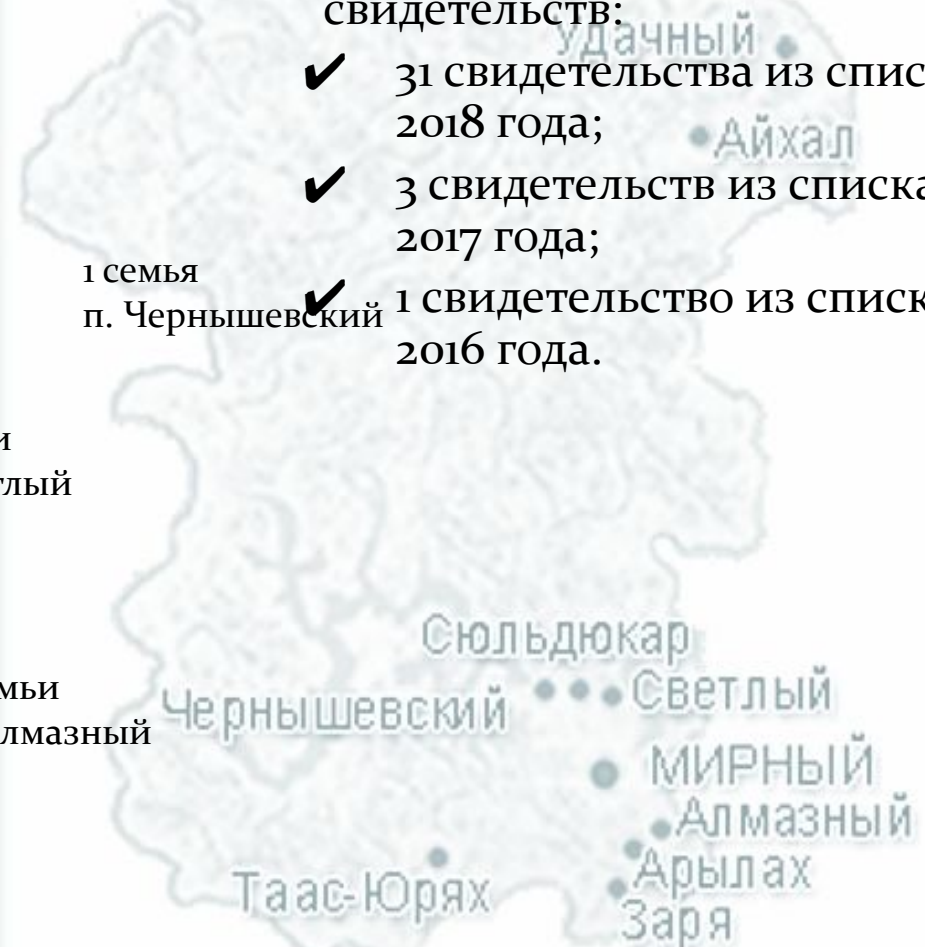 свидетельств:
Удачный
✔ 31 свидетельства из спис
2018 года;
Айхал
✔ 3 свидетельств из списка
2017 года;
1 семья
п. Чернышевский
✔ 1 свидетельство из списк
2016 года.
и
тлый
Сюльдюкар
мьи
лмазный
Чернышевский
Светлый
МИРНЫЙ
Алмазный
Арылах
Таас-Юрях
Заря